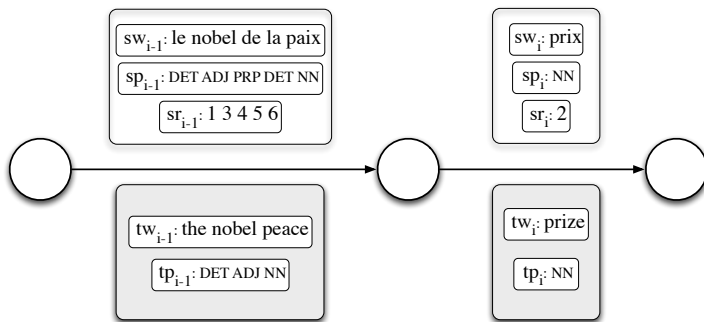 sw_{i-1}: le nobel de la paix
sp_{i-1}: DET ADJ PRP DET NN
sr_{i-1}: 1 3 4 5 6
tw_{i-1}: the nobel peace
tp_{i-1}: DET ADJ NN
sw_i: prix
sp_i: NN
sr_i: 2
tw_i: prize
tp_i: NN